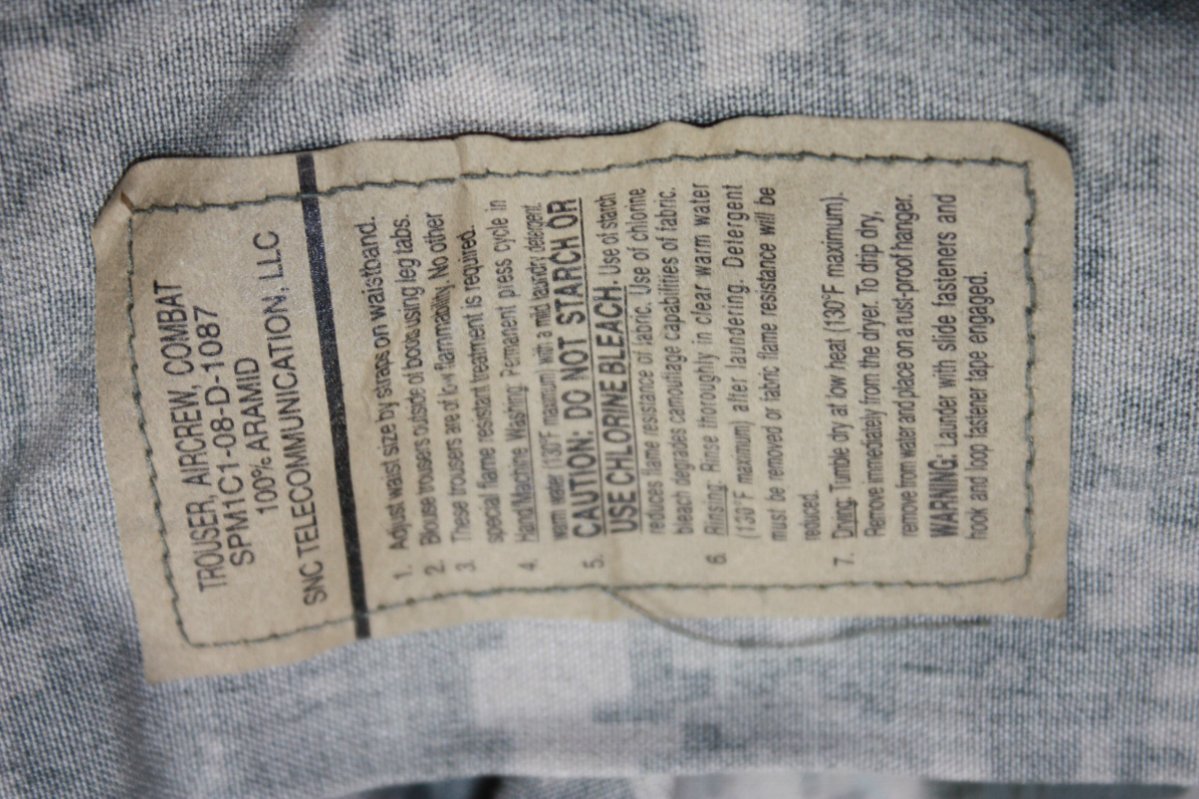 TROUSER, AIRCREW, COMBAT
SPM1C1-08-D-1087
100% ARAMID
SNC TELECOMMUNICATION, LLC
1. Adjust waist size by straps on waistband.
2. Blouse trousers outside of boots using leg tabs.
3. These trousers are of low flammability. No other
special flame resistant treatment is required.
4. Hand/Machine Washing: Permanent press cycle in
warm water (130°F maximum) with a mild laundry detergent.
5. CAUTION: DO NOT STARCH OR
USE CHLORINE BLEACH. Use of starch
reduces flame resistance of fabric. Use of chlorine
bleach degrades camouflage capabilities of fabric.
6. Rinsing: Rinse thoroughly in clear warm water
(130°F maximum) after laundering. Detergent
must be removed or fabric flame resistance will be
reduced.
7. Drying: Tumble dry at low heat (130°F maximum).
Remove immediately from the dryer. To drip dry,
remove from water and place on a rust-proof hanger.
WARNING: Launder with slide fasteners and
hook and loop fastener tape engaged.